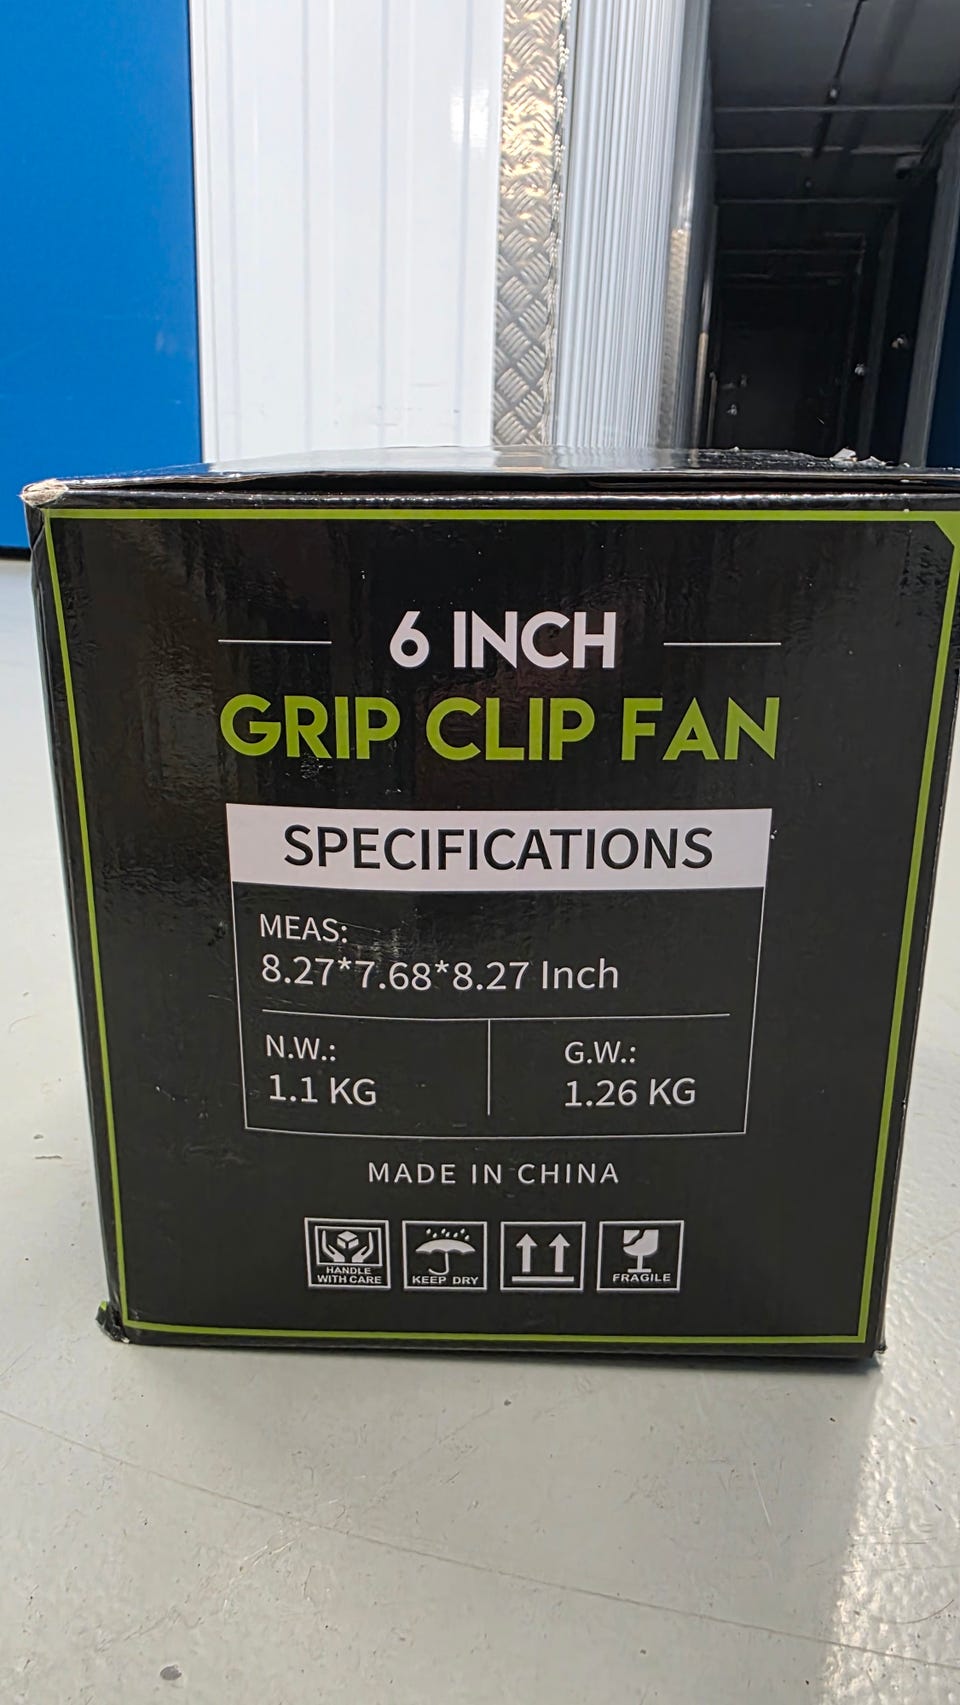 6 INCH
GRIP CLIP FAN
SPECIFICATIONS
MEAS:
8.27*7.68*8.27 Inch
N.W.:
1.1 KG
G.W.:
1.26 KG
MADE IN CHINA
HANDLE
WITH CARE
KEEP DRY
FRAGILE